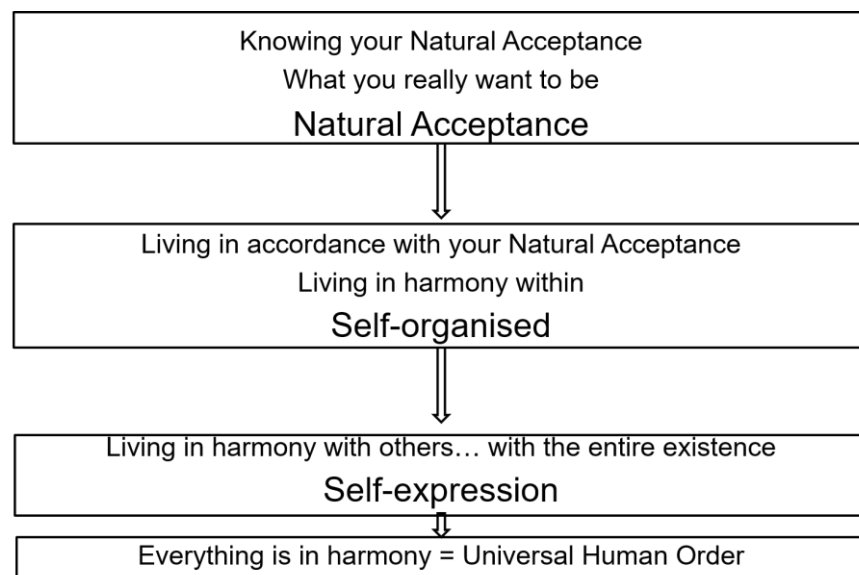 Knowing your Natural Acceptance
What you really want to be
Natural Acceptance
Living in accordance with your Natural Acceptance
Living in harmony within
Self-organised
Living in harmony with others… with the entire existence
Self-expression
Everything is in harmony = Universal Human Order